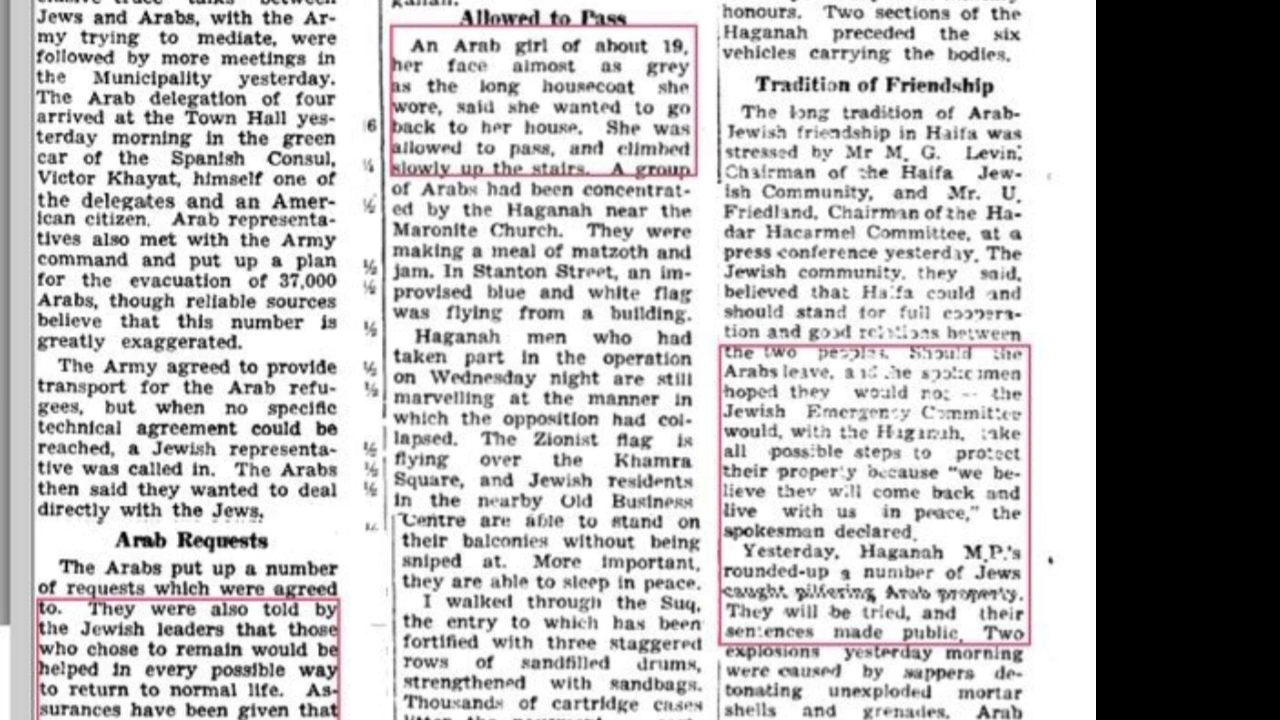 Jews and Arabs, with the Ar-
my trying to mediate, were
followed by more meetings in
the Municipality yesterday.
The Arab delegation of four
arrived at the Town Hall yes-
terday morning in the green
car of the Spanish Consul,
Victor Khayat, himself one of
the delegates and an Amer-
ican citizen. Arab representa-
tives also met with the Army
command and put up a plan
for the evacuation of 37,000
Arabs, though reliable sources
believe that this number is
greatly exaggerated.
The Army agreed to provide
transport for the Arab refu-
gees, but when no specific
technical agreement could be
reached, a Jewish representa-
tive was called in. The Arabs
then said they wanted to deal
directly with the Jews.
Arab Requests
The Arabs put up a number
of requests which were agreed
to. They were also told by
the Jewish leaders that those
who chose to remain would be
helped in every possible way
to return to normal life. As-
surances have been given that
Allowed to Pass
An Arab girl of about 19,
her face almost as grey
as the long housecoat she
wore, said she wanted to go
back to her house. She was
allowed to pass, and climbed
slowly up the stairs. A group
of Arabs had been concentrat-
ed by the Haganah near the
Maronite Church. They were
making a meal of matzoth and
jam. In Stanton Street, an im-
provised blue and white flag
was flying from a building.
Haganah men who had
taken part in the operation
on Wednesday night are still
marvelling at the manner in
which the opposition had col-
lapsed. The Zionist flag is
flying over the Khamra
Square, and Jewish residents
in the nearby Old Business
Centre are able to stand on
their balconies without being
sniped at. More important,
they are able to sleep in peace.
I walked through the Suq,
the entry to which has been
fortified with three staggered
rows of sandfilled drums,
strengthened with sandbags.
Thousands of cartridge cases
honours. Two sections of the
Haganah preceded the six
vehicles carrying the bodies.
Tradition of Friendship
The long tradition of Arab-
Jewish friendship in Haifa was
stressed by Mr M. G. Levin,
Chairman of the Haifa Jew-
ish Community, and Mr. U.
Friedland, Chairman of the Ha-
dar Hacarmel Committee, at a
press conference yesterday. The
Jewish community, they said,
believed that Haifa could and
should stand for full coopera-
tion and good relations between
the two peoples. Should the
Arabs leave, and the spokesmen
hoped they would not -- the
Jewish Emergency Committee
would, with the Haganah, take
all possible steps to protect
their property because "we be-
lieve they will come back and
live with us in peace," the
spokesman declared.
Yesterday, Haganah M.P.'s
rounded-up a number of Jews
caught pilfering Arab property.
They will be tried, and their
sentences made public. Two
explosions yesterday morning
were caused by sappers de-
tonating unexploded mortar
shells and grenades. Arab